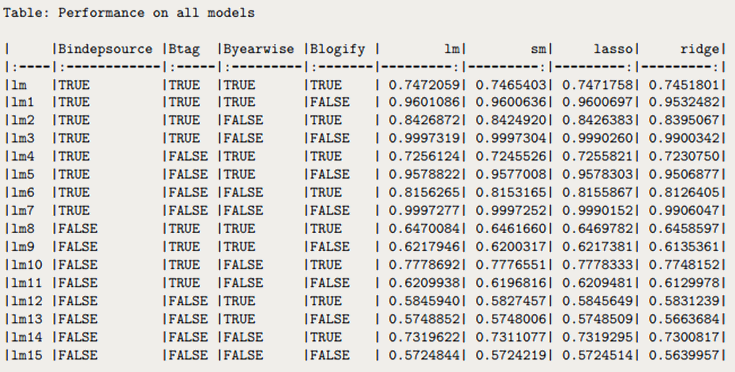 Table: Performance on all models
|     |Bindepsource |Btag  |Byearwise |Blogify |        lm|        sm|     lasso|     ridge|
|:----|:------------|:-----|:---------|:-------|---------:|---------:|---------:|---------:|
|lm   |TRUE         |TRUE  |TRUE      |TRUE    | 0.7472059| 0.7465403| 0.7471758| 0.7451801|
|lm1  |TRUE         |TRUE  |TRUE      |FALSE   | 0.9601086| 0.9600636| 0.9600697| 0.9532482|
|lm2  |TRUE         |TRUE  |FALSE     |TRUE    | 0.8426872| 0.8424920| 0.8426383| 0.8395067|
|lm3  |TRUE         |TRUE  |FALSE     |FALSE   | 0.9997319| 0.9997304| 0.9990260| 0.9900342|
|lm4  |TRUE         |FALSE |TRUE      |TRUE    | 0.7256124| 0.7245526| 0.7255821| 0.7230750|
|lm5  |TRUE         |FALSE |TRUE      |FALSE   | 0.9578822| 0.9577008| 0.9578303| 0.9506877|
|lm6  |TRUE         |FALSE |FALSE     |TRUE    | 0.8156265| 0.8153165| 0.8155867| 0.8126405|
|lm7  |TRUE         |FALSE |FALSE     |FALSE   | 0.9997277| 0.9997252| 0.9990152| 0.9906047|
|lm8  |FALSE        |TRUE  |TRUE      |TRUE    | 0.6470084| 0.6461660| 0.6469782| 0.6458597|
|lm9  |FALSE        |TRUE  |TRUE      |FALSE   | 0.6217946| 0.6200317| 0.6217381| 0.6135361|
|lm10 |FALSE        |TRUE  |FALSE     |TRUE    | 0.7778692| 0.7776551| 0.7778333| 0.7748152|
|lm11 |FALSE        |TRUE  |FALSE     |FALSE   | 0.6209938| 0.6196816| 0.6209481| 0.6129978|
|lm12 |FALSE        |FALSE |TRUE      |TRUE    | 0.5845940| 0.5827457| 0.5845649| 0.5831239|
|lm13 |FALSE        |FALSE |TRUE      |FALSE   | 0.5748852| 0.5748006| 0.5748509| 0.5663684|
|lm14 |FALSE        |FALSE |FALSE     |TRUE    | 0.7319622| 0.7311077| 0.7319295| 0.7300817|
|lm15 |FALSE        |FALSE |FALSE     |FALSE   | 0.5724844| 0.5724219| 0.5724514| 0.5639957|